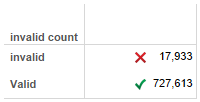 invalid count
invalid 17,933
Valid 727,613